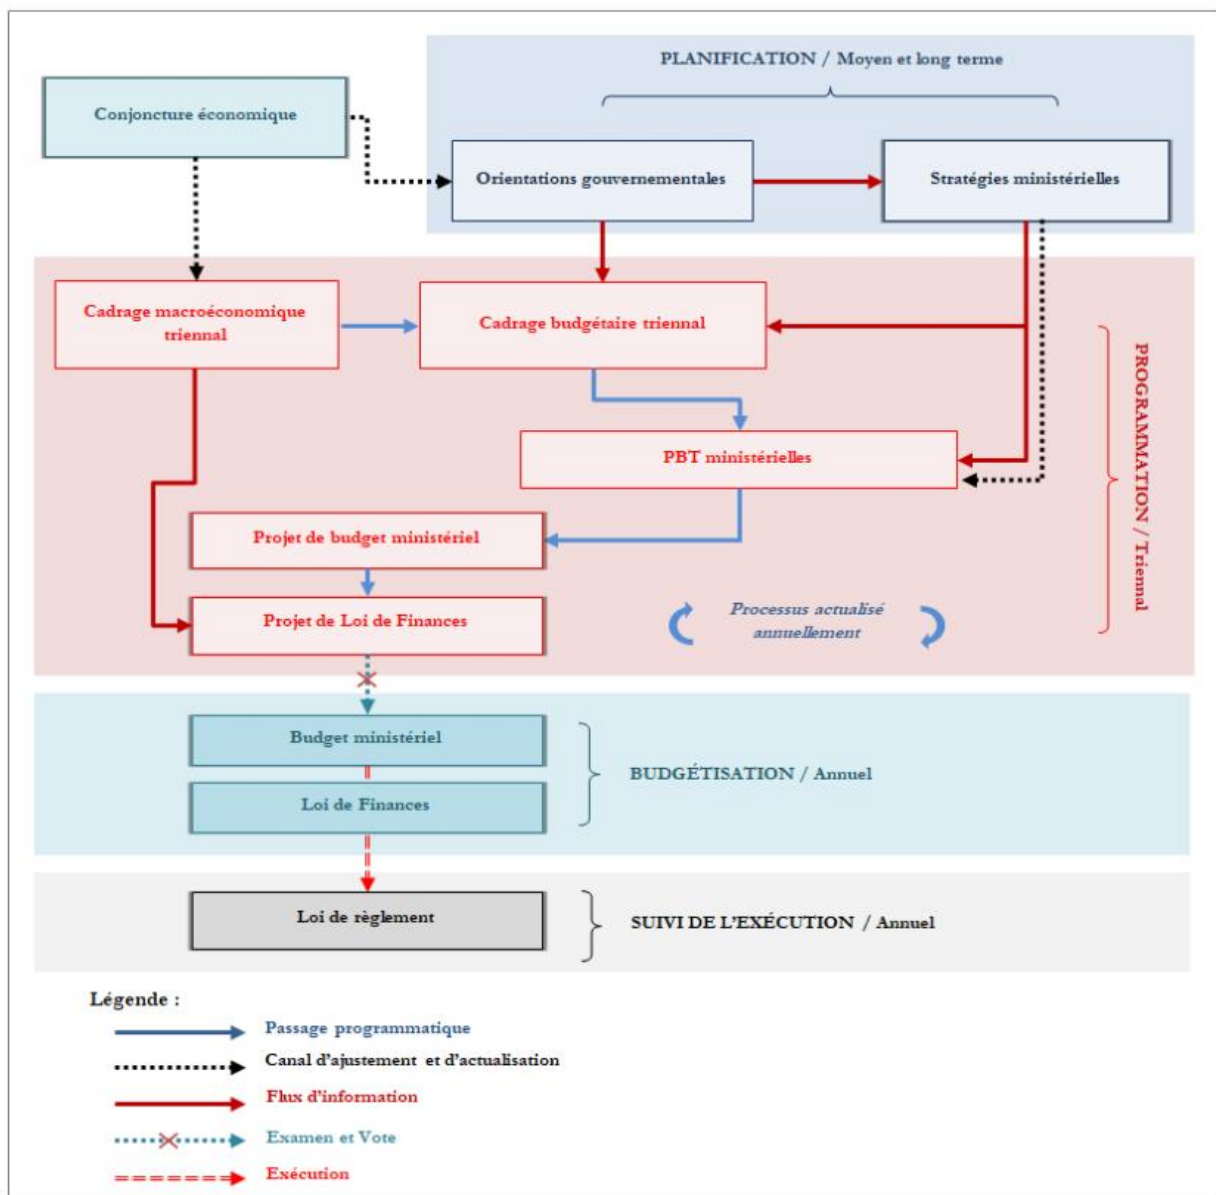 PLANIFICATION / Moyen et long terme
Conjoncture économique
Orientations gouvernementales
Stratégies ministérielles
Cadrage macroéconomique
triennal
Cadrage budgétaire triennal
PBT ministérielles
PROGRAMMATION / Triennal
Projet de budget ministériel
Projet de Loi de Finances
Processus actualisé
annuellement
Budget ministériel
BUDGÉTISATION / Annuel
Loi de Finances
Loi de règlement
SUIVI DE L'EXÉCUTION / Annuel
Légende :
Passage programmatique
Canal d'ajustement et d'actualisation
Flux d'information
Examen et Vote
Exécution